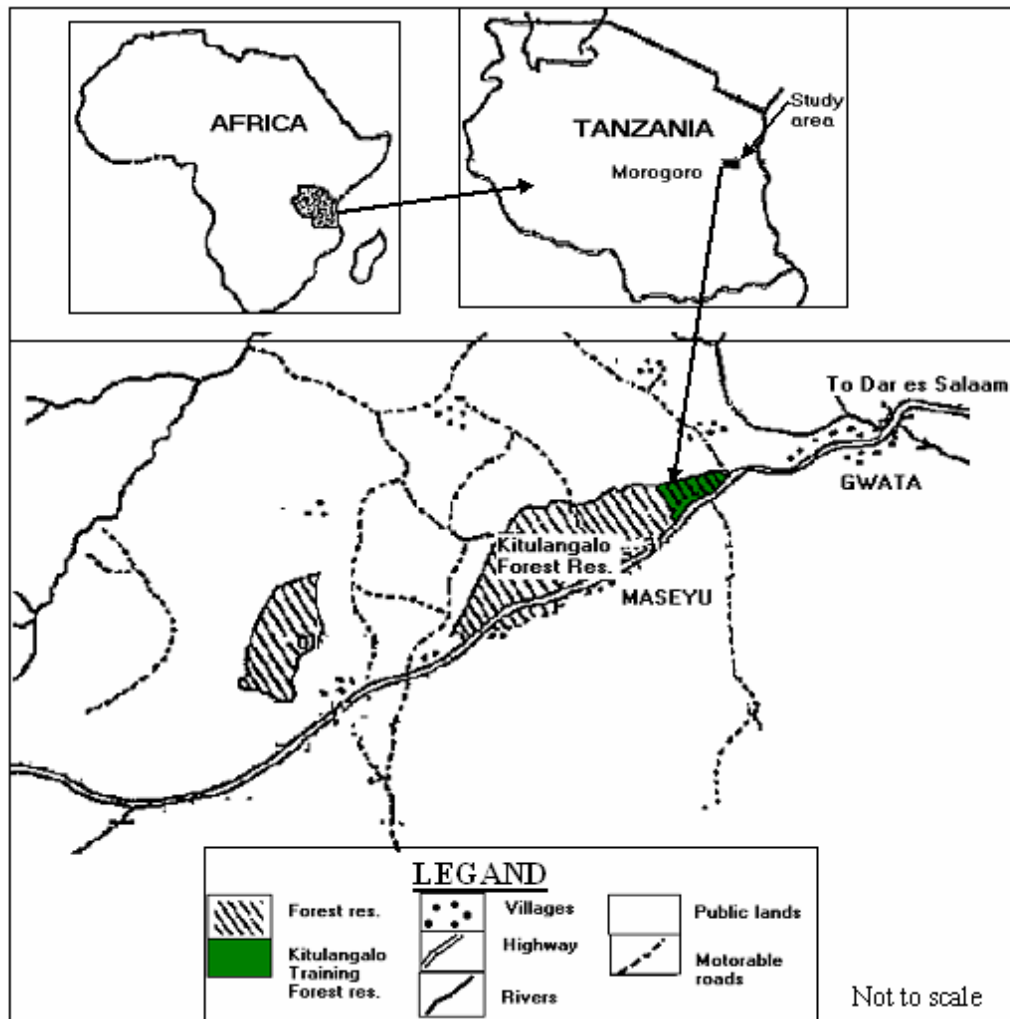 AFRICA
TANZANIA
Study
area
Morogoro
To Dar es Salaam
GWATA
Kitulangalo
Forest Res.
MASEYU
LEGAND
Forest res.
Kitulangalo
Training
Forest res.
Villages
Highway
Rivers
Public lands
Motorable
roads
Not to scale